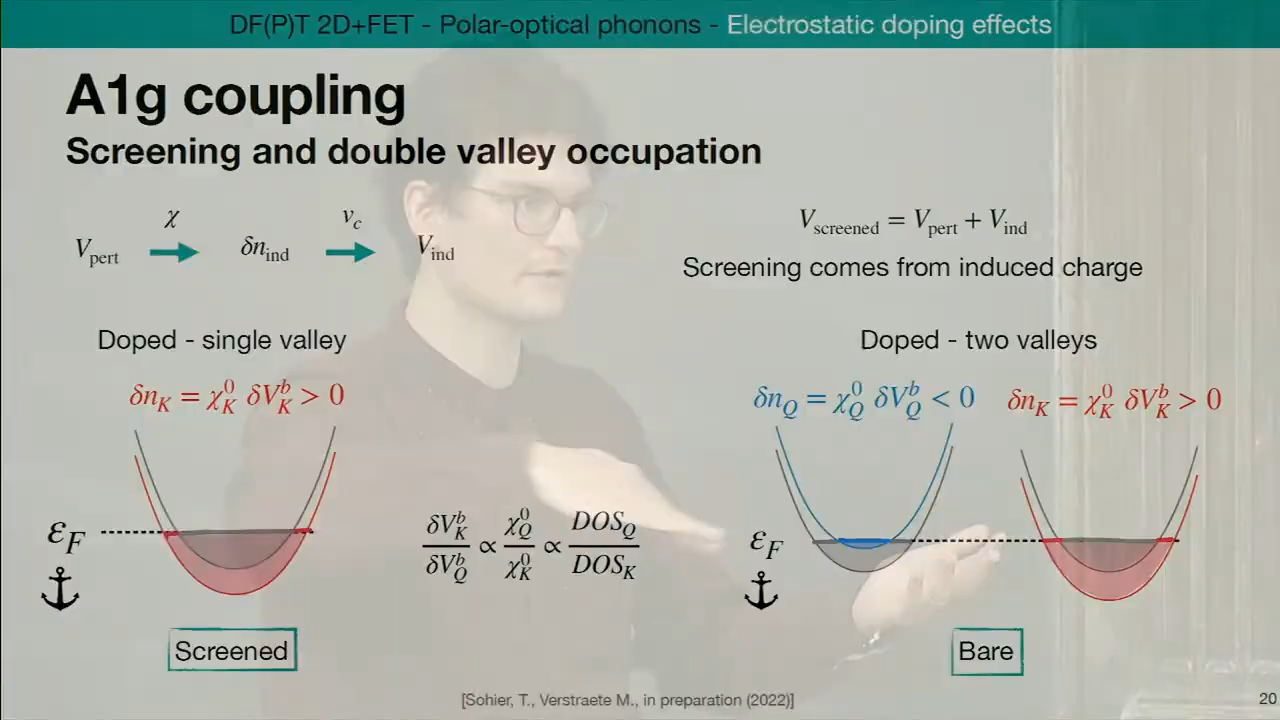 DF(P)T 2D+FET - Polar-optical phonons - Electrostatic doping effects
A1g coupling
Screening and double valley occupation
V_pert →(χ) δn_ind →(v_c) V_ind
V_screened = V_pert + V_ind
Screening comes from induced charge
Doped - single valley
δn_K = χ⁰_K δV^b_K > 0
ε_F
Screened
δV^b_K / δV^b_Q ∝ χ⁰_Q / χ⁰_K ∝ DOS_Q / DOS_K
Doped - two valleys
δn_Q = χ⁰_Q δV^b_Q < 0
δn_K = χ⁰_K δV^b_K > 0
ε_F
Bare
[Sohier, T., Verstraete M., in preparation (2022)]
20